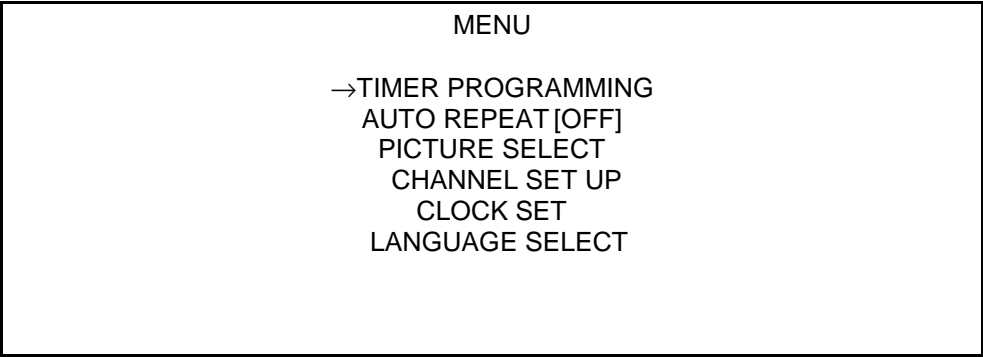 MENU
→TIMER PROGRAMMING
AUTO REPEAT [OFF]
PICTURE SELECT
CHANNEL SET UP
CLOCK SET
LANGUAGE SELECT